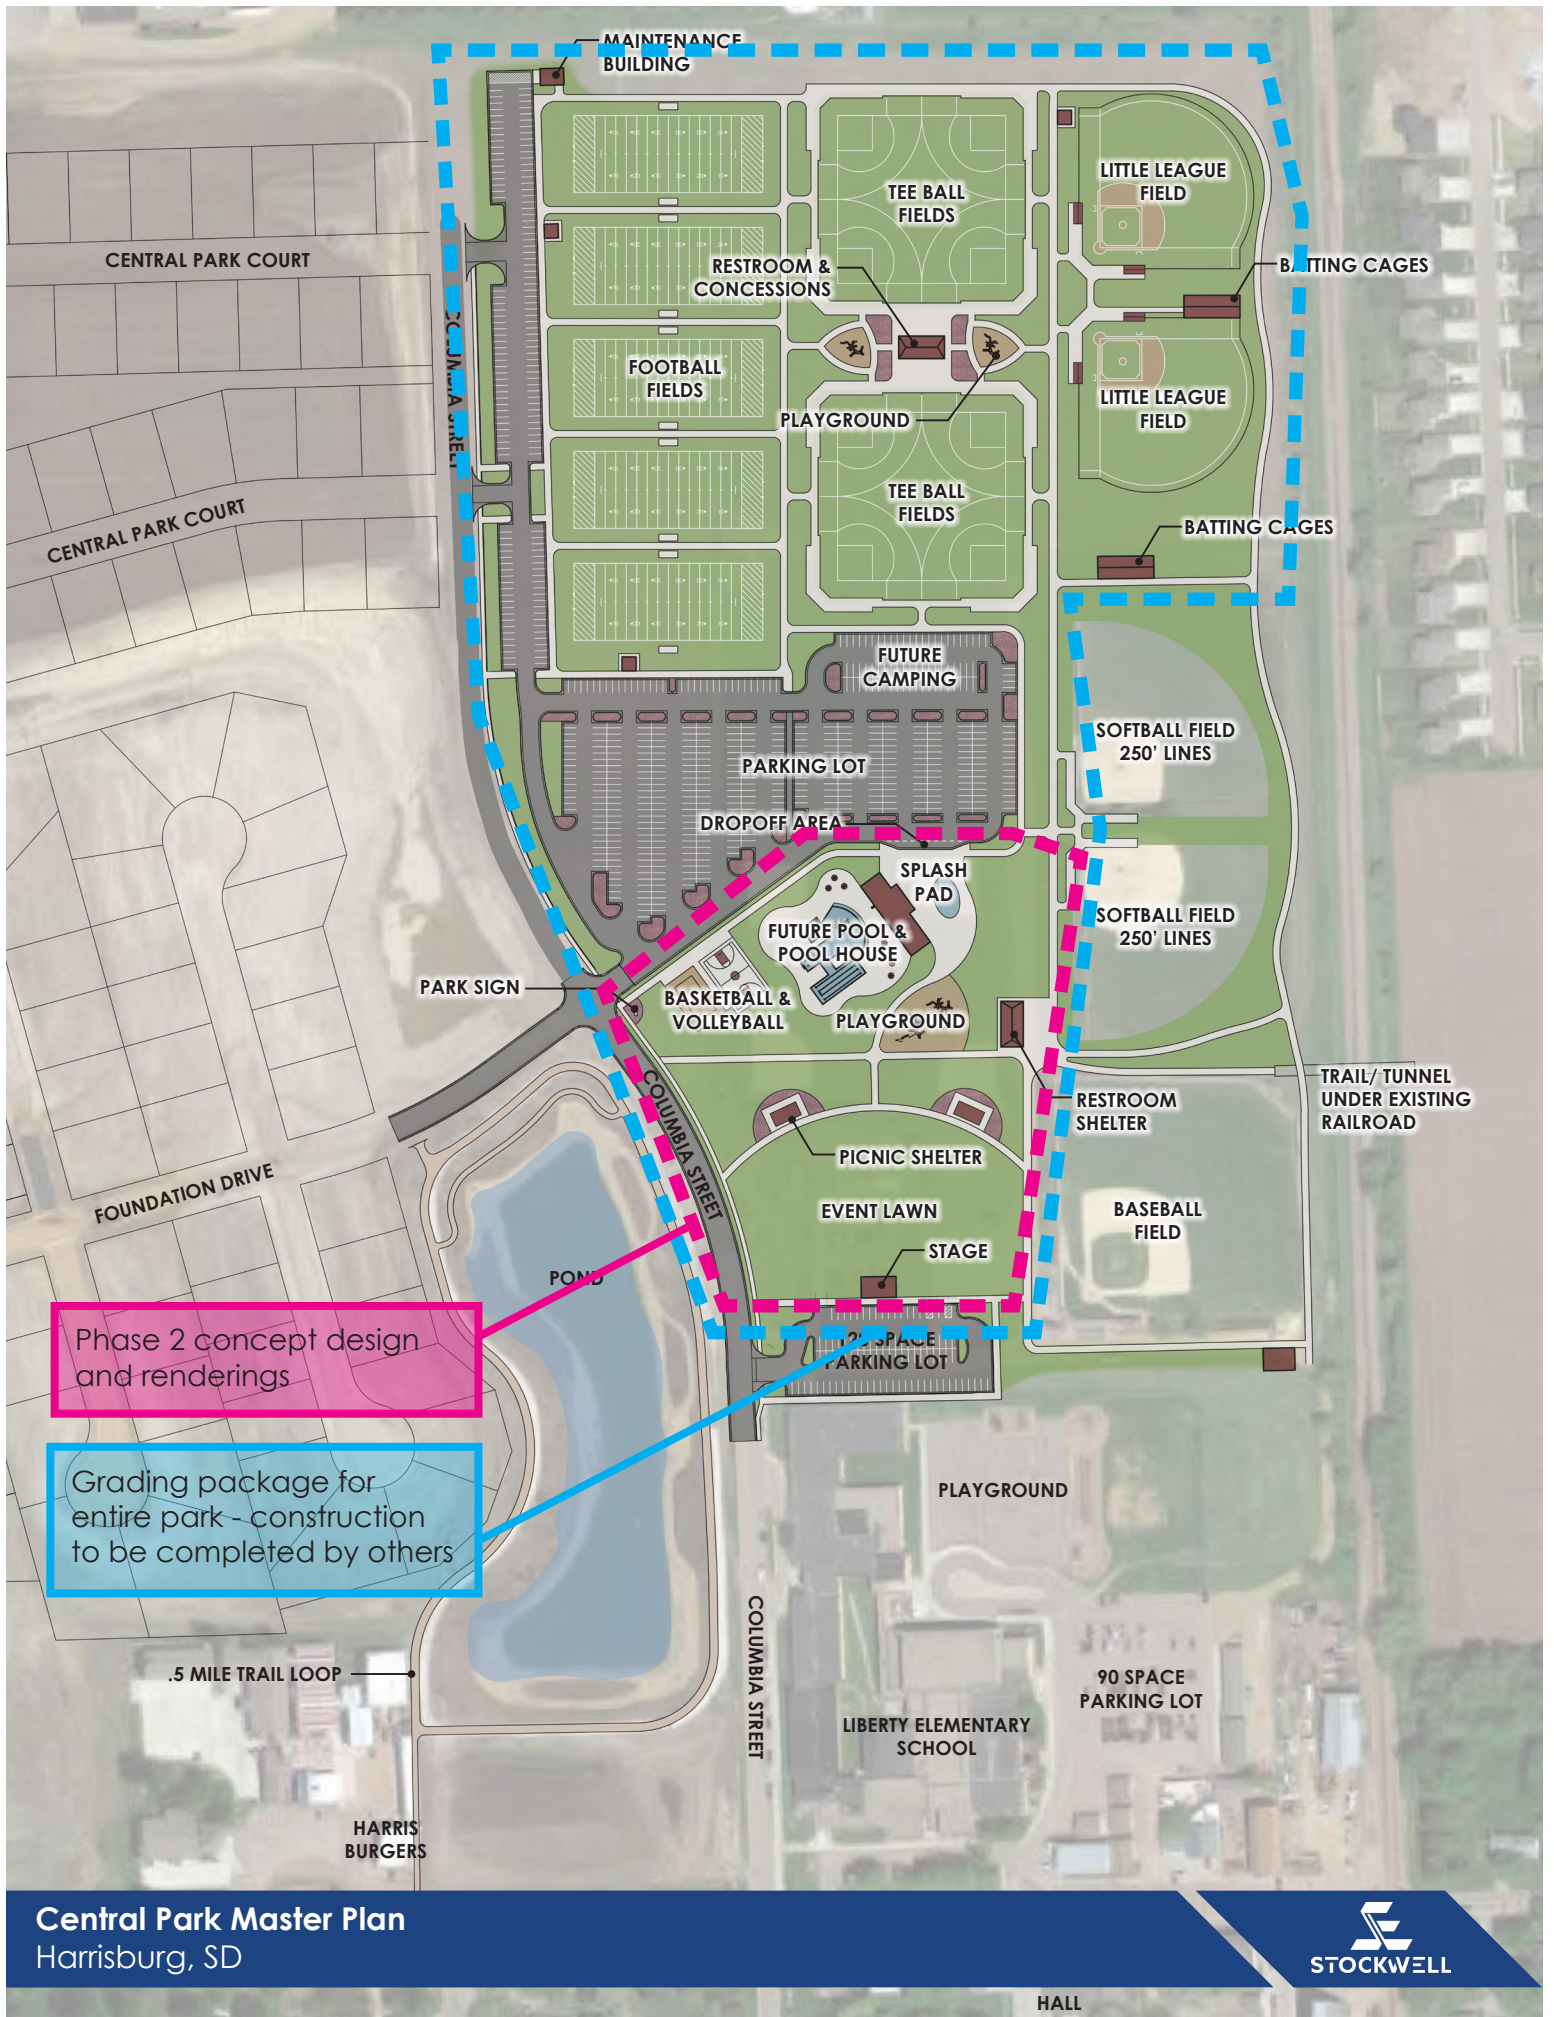 MAINTENANCE
BUILDING
CENTRAL PARK COURT
COLUMBIA STREET
TEE BALL
FIELDS
LITTLE LEAGUE
FIELD
RESTROOM &
CONCESSIONS
BATTING CAGES
FOOTBALL
FIELDS
PLAYGROUND
LITTLE LEAGUE
FIELD
TEE BALL
FIELDS
CENTRAL PARK COURT
BATTING CAGES
FUTURE
CAMPING
SOFTBALL FIELD
250' LINES
PARKING LOT
DROPOFF AREA
SPLASH
PAD
SOFTBALL FIELD
250' LINES
FUTURE POOL &
POOL HOUSE
PARK SIGN
BASKETBALL &
VOLLEYBALL
PLAYGROUND
TRAIL/ TUNNEL
UNDER EXISTING
RAILROAD
RESTROOM
SHELTER
COLUMBIA STREET
PICNIC SHELTER
FOUNDATION DRIVE
EVENT LAWN
BASEBALL
FIELD
STAGE
POND
Phase 2 concept design
and renderings
SPACE
PARKING LOT
Grading package for
entire park - construction
to be completed by others
PLAYGROUND
COLUMBIA STREET
.5 MILE TRAIL LOOP
90 SPACE
PARKING LOT
LIBERTY ELEMENTARY
SCHOOL
HARRIS
BURGERS
Central Park Master Plan
Harrisburg, SD
STOCKWELL
HALL